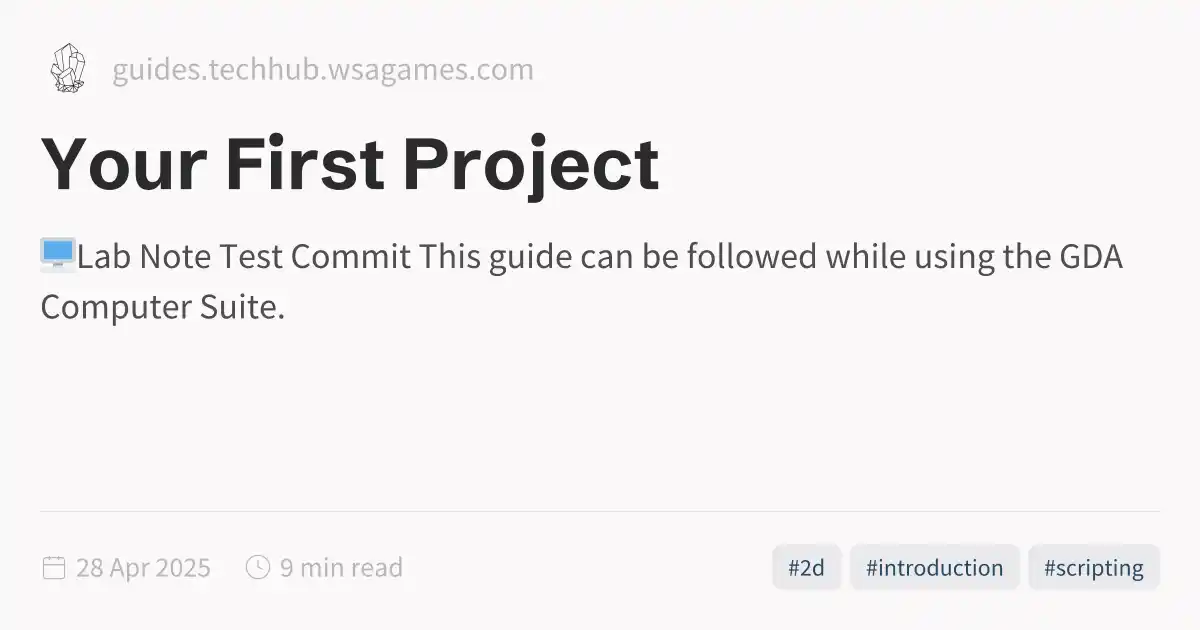 guides.techhub.wsagames.com
Your First Project
🖥️Lab Note Test Commit This guide can be followed while using the GDA
Computer Suite.
28 Apr 2025
9 min read
#2d
#introduction
#scripting